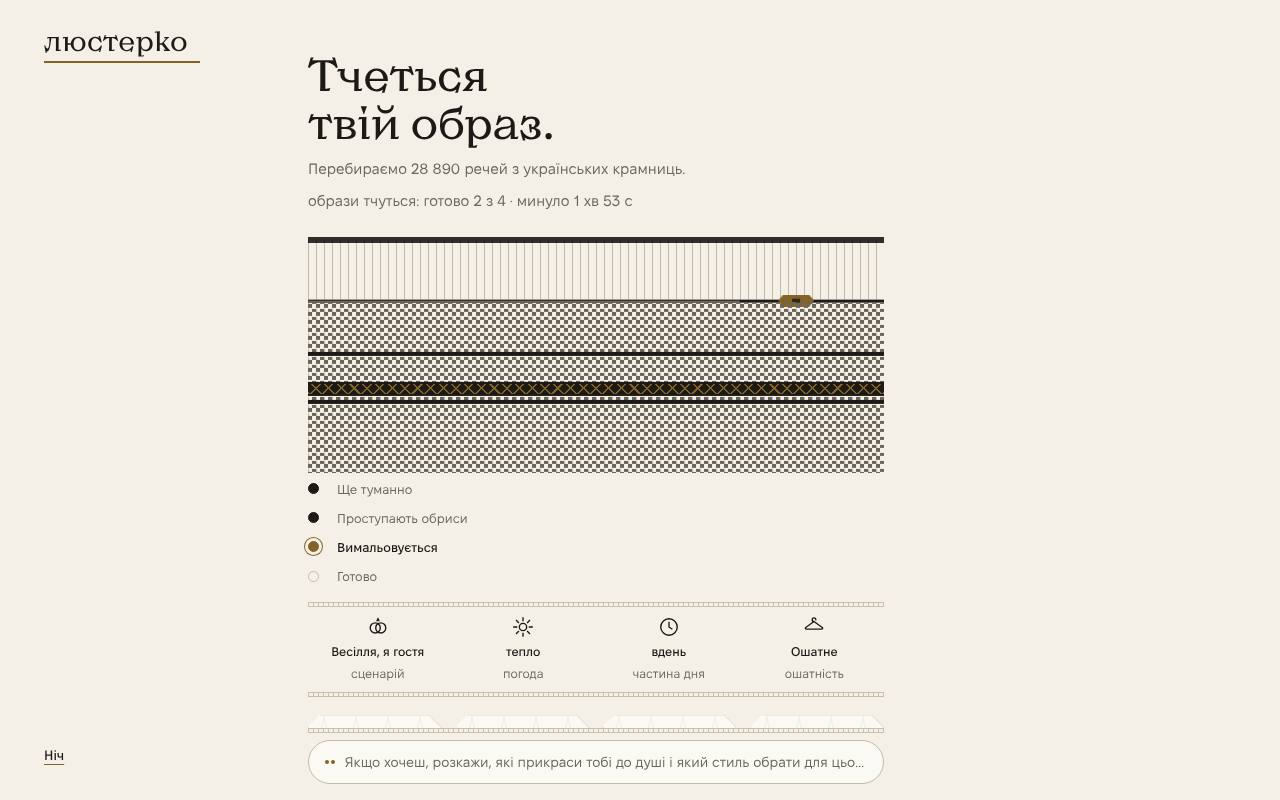 люстерко
Тчеться
твій образ.
Перебираємо 28 890 речей з українських крамниць.
образи тчуться: готово 2 з 4 · минуло 1 хв 53 с
Ще туманно
Проступають обриси
Вимальовується
Готово
Весілля, я гостя
сценарій
тепло
погода
вдень
частина дня
Ошатне
ошатність
Якщо хочеш, розкажи, які прикраси тобі до душі і який стиль обрати для цьо...
Ніч